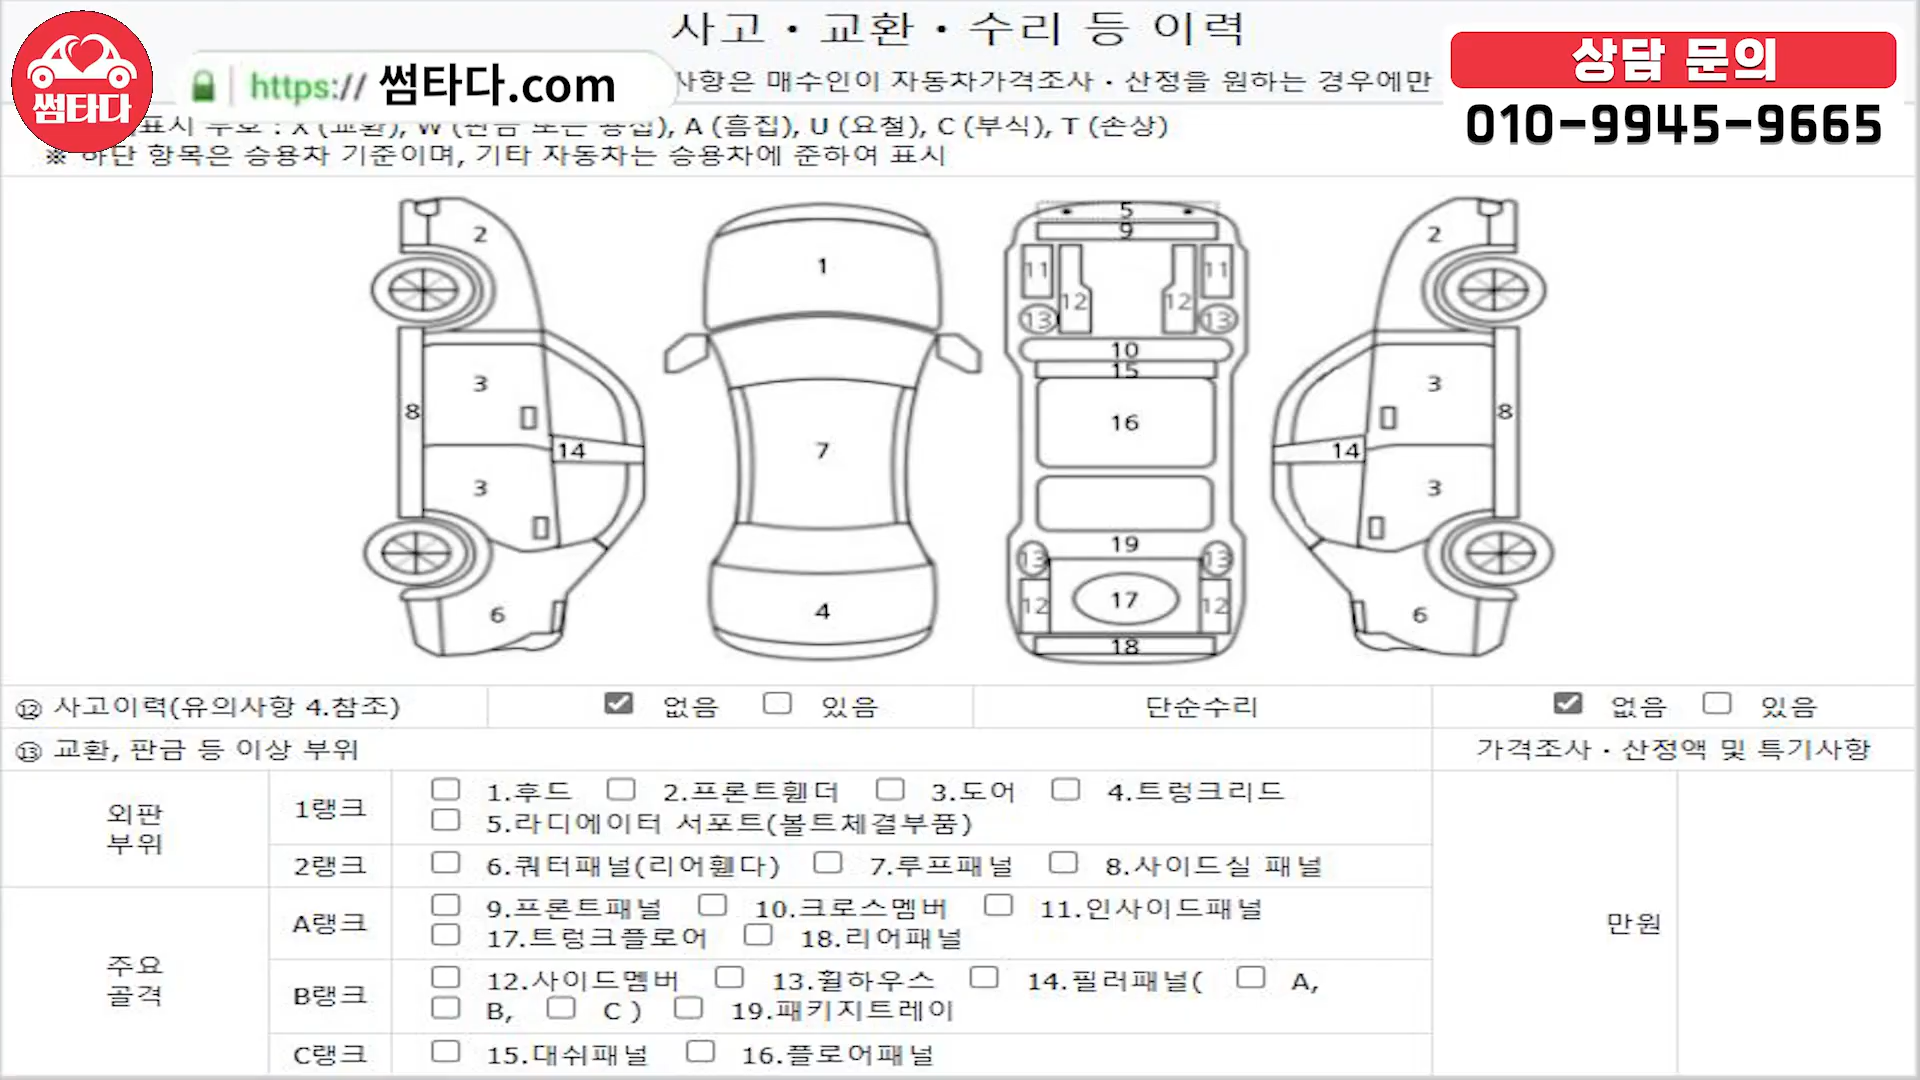 사고 · 교환 · 수리 등 이력
썸타다
https:// 썸타다.com
사항은 매수인이 자동차가격조사 · 산정을 원하는 경우에만
상담 문의
010-9945-9665
표시 부호 : X (교환), W (판금 또는 용접), A (흠집), U (요철), C (부식), T (손상)
※ 하단 항목은 승용차 기준이며, 기타 자동차는 승용차에 준하여 표시
2 3 3 8 14 6
1 7 4
5 9 11 11 12 12 13 13 10 15 16 19 13 13 12 12 17 18
2 3 3 8 14 6
⑫ 사고이력(유의사항 4.참조) 없음 있음 단순수리 없음 있음
⑬ 교환, 판금 등 이상 부위 가격조사 · 산정액 및 특기사항
외판
부위
1랭크 1.후드 2.프론트휀더 3.도어 4.트렁크리드
5.라디에이터 서포트(볼트체결부품)
2랭크 6.쿼터패널(리어휀다) 7.루프패널 8.사이드실 패널
주요
골격
A랭크 9.프론트패널 10.크로스멤버 11.인사이드패널
17.트렁크플로어 18.리어패널
B랭크 12.사이드멤버 13.휠하우스 14.필러패널( A,
B, C ) 19.패키지트레이
C랭크 15.대쉬패널 16.플로어패널
만원